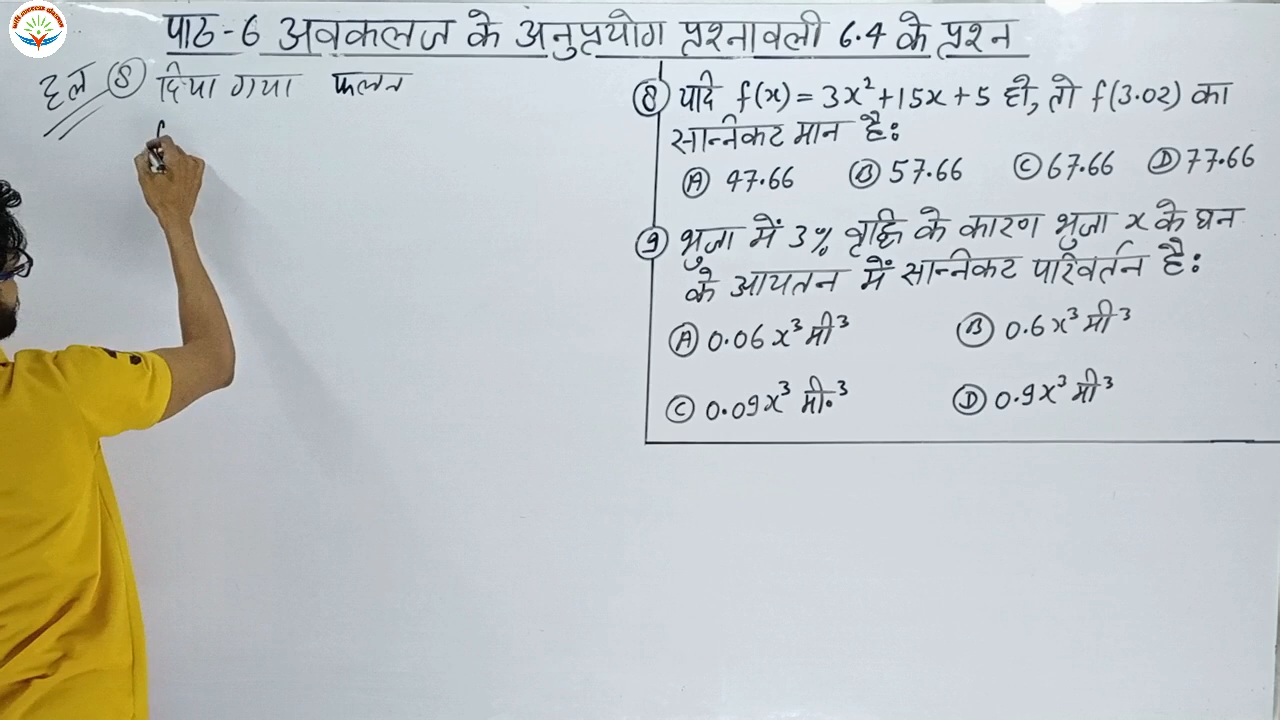 पाठ-6 अवकलज के अनुप्रयोग प्रश्नावली 6.4 के प्रश्न
हल ⑧ दिया गया फलन
f
⑧ यदि f(x) = 3x²+15x+5 हो, तो f(3.02) का
सान्निकट मान है:
Ⓐ 47.66 Ⓑ 57.66 Ⓒ 67.66 Ⓓ 77.66
⑨ भुजा में 3% वृद्धि के कारण भुजा x के घन
के आयतन में सान्निकट परिवर्तन है:
Ⓐ 0.06x³ मी³ Ⓑ 0.6x³ मी³
Ⓒ 0.09x³ मी.³ Ⓓ 0.9x³ मी³